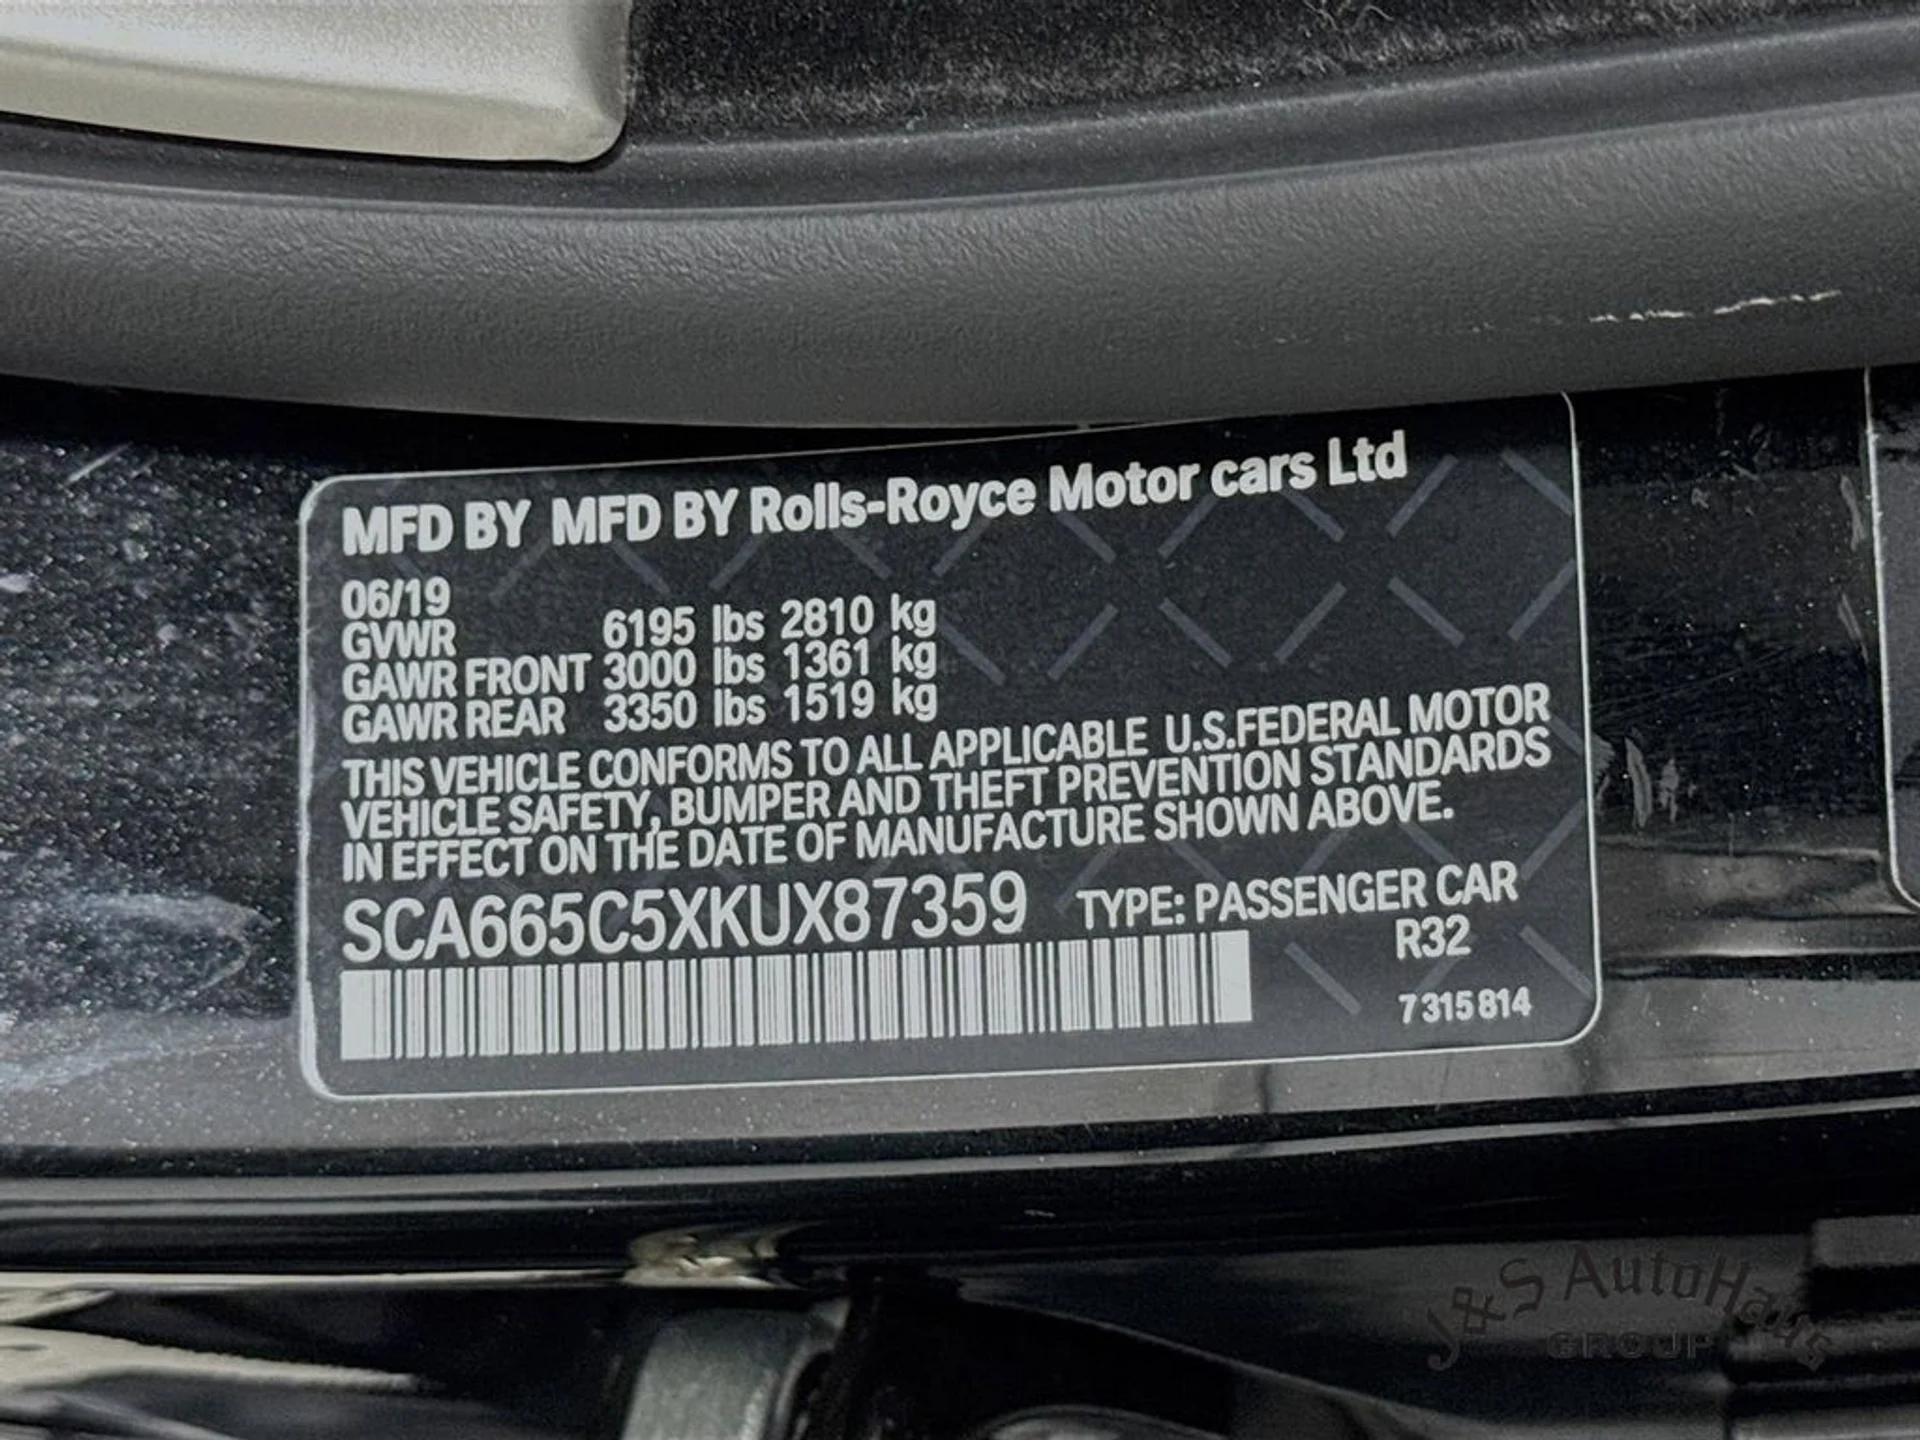 MFD BY MFD BY Rolls-Royce Motor cars Ltd
06/19
GVWR 6195 lbs 2810 kg
GAWR FRONT 3000 lbs 1361 kg
GAWR REAR 3350 lbs 1519 kg
THIS VEHICLE CONFORMS TO ALL APPLICABLE U.S.FEDERAL MOTOR
VEHICLE SAFETY, BUMPER AND THEFT PREVENTION STANDARDS
IN EFFECT ON THE DATE OF MANUFACTURE SHOWN ABOVE.
SCA665C5XKUX87359 TYPE: PASSENGER CAR
R32
7 315 814
J&S AutoHaus
GROUP